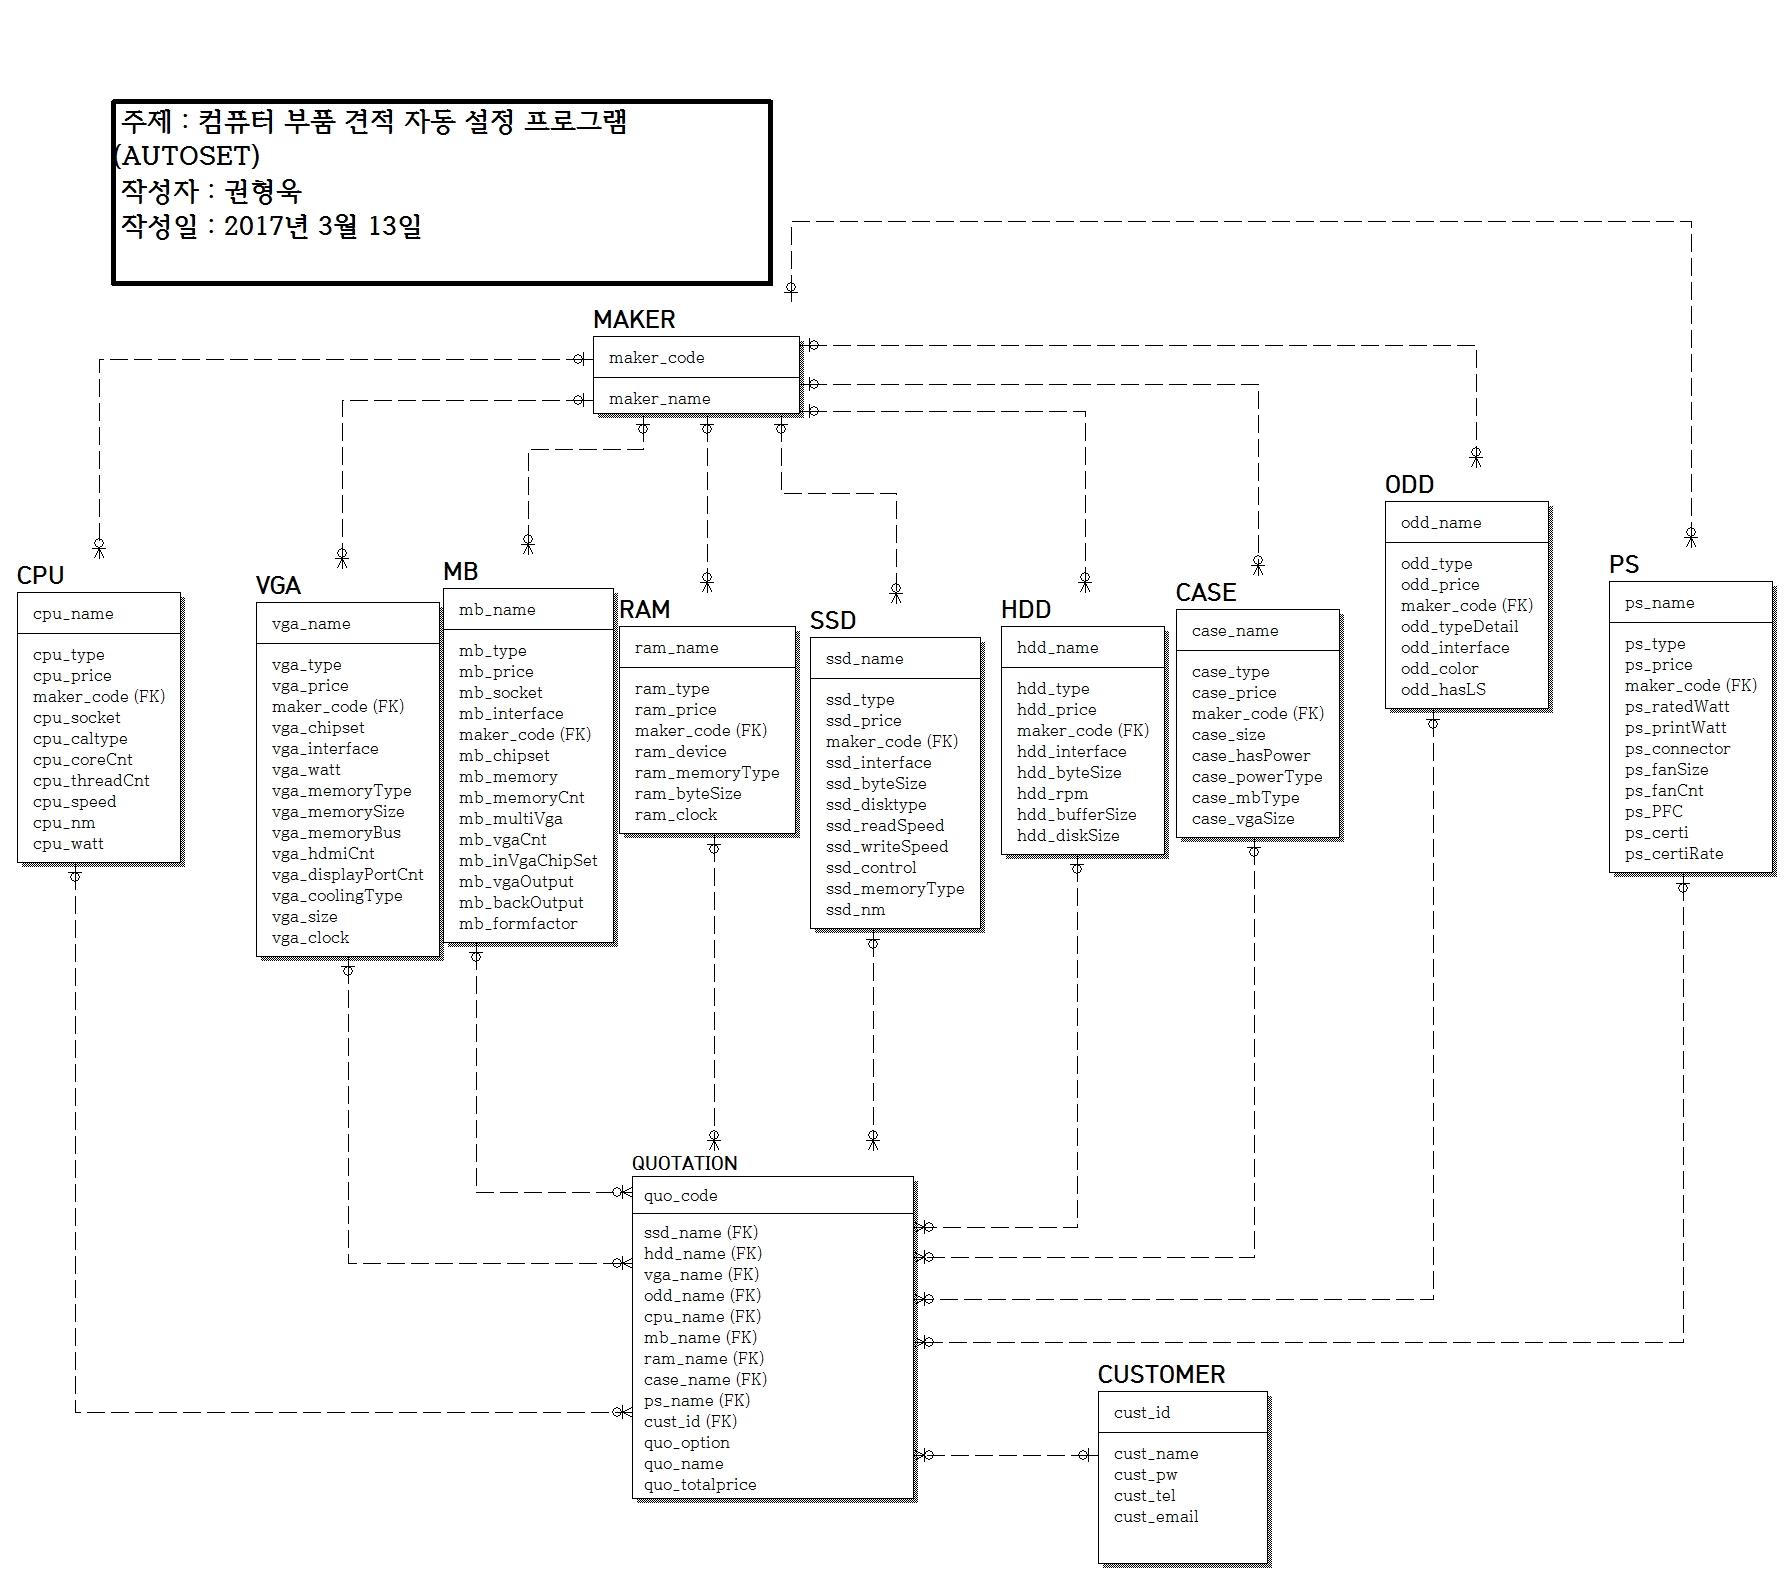 주제 : 컴퓨터 부품 견적 자동 설정 프로그램
(AUTOSET)
작성자 : 권형욱
작성일 : 2017년 3월 13일
MAKER
maker_code
maker_name
CPU
cpu_name
cpu_type
cpu_price
maker_code (FK)
cpu_socket
cpu_caltype
cpu_coreCnt
cpu_threadCnt
cpu_speed
cpu_nm
cpu_watt
VGA
vga_name
vga_type
vga_price
maker_code (FK)
vga_chipset
vga_interface
vga_watt
vga_memoryType
vga_memorySize
vga_memoryBus
vga_hdmiCnt
vga_displayPortCnt
vga_coolingType
vga_size
vga_clock
MB
mb_name
mb_type
mb_price
mb_socket
mb_interface
maker_code (FK)
mb_chipset
mb_memory
mb_memoryCnt
mb_multiVga
mb_vgaCnt
mb_inVgaChipSet
mb_vgaOutput
mb_backOutput
mb_formfactor
RAM
ram_name
ram_type
ram_price
maker_code (FK)
ram_device
ram_memoryType
ram_byteSize
ram_clock
SSD
ssd_name
ssd_type
ssd_price
maker_code (FK)
ssd_interface
ssd_byteSize
ssd_disktype
ssd_readSpeed
ssd_writeSpeed
ssd_control
ssd_memoryType
ssd_nm
HDD
hdd_name
hdd_type
hdd_price
maker_code (FK)
hdd_interface
hdd_byteSize
hdd_rpm
hdd_bufferSize
hdd_diskSize
CASE
case_name
case_type
case_price
maker_code (FK)
case_size
case_hasPower
case_powerType
case_mbType
case_vgaSize
ODD
odd_name
odd_type
odd_price
maker_code (FK)
odd_typeDetail
odd_interface
odd_color
odd_hasLS
PS
ps_name
ps_type
ps_price
maker_code (FK)
ps_ratedWatt
ps_printWatt
ps_connector
ps_fanSize
ps_fanCnt
ps_PFC
ps_certi
ps_certiRate
QUOTATION
quo_code
ssd_name (FK)
hdd_name (FK)
vga_name (FK)
odd_name (FK)
cpu_name (FK)
mb_name (FK)
ram_name (FK)
case_name (FK)
ps_name (FK)
cust_id (FK)
quo_option
quo_name
quo_totalprice
CUSTOMER
cust_id
cust_name
cust_pw
cust_tel
cust_email